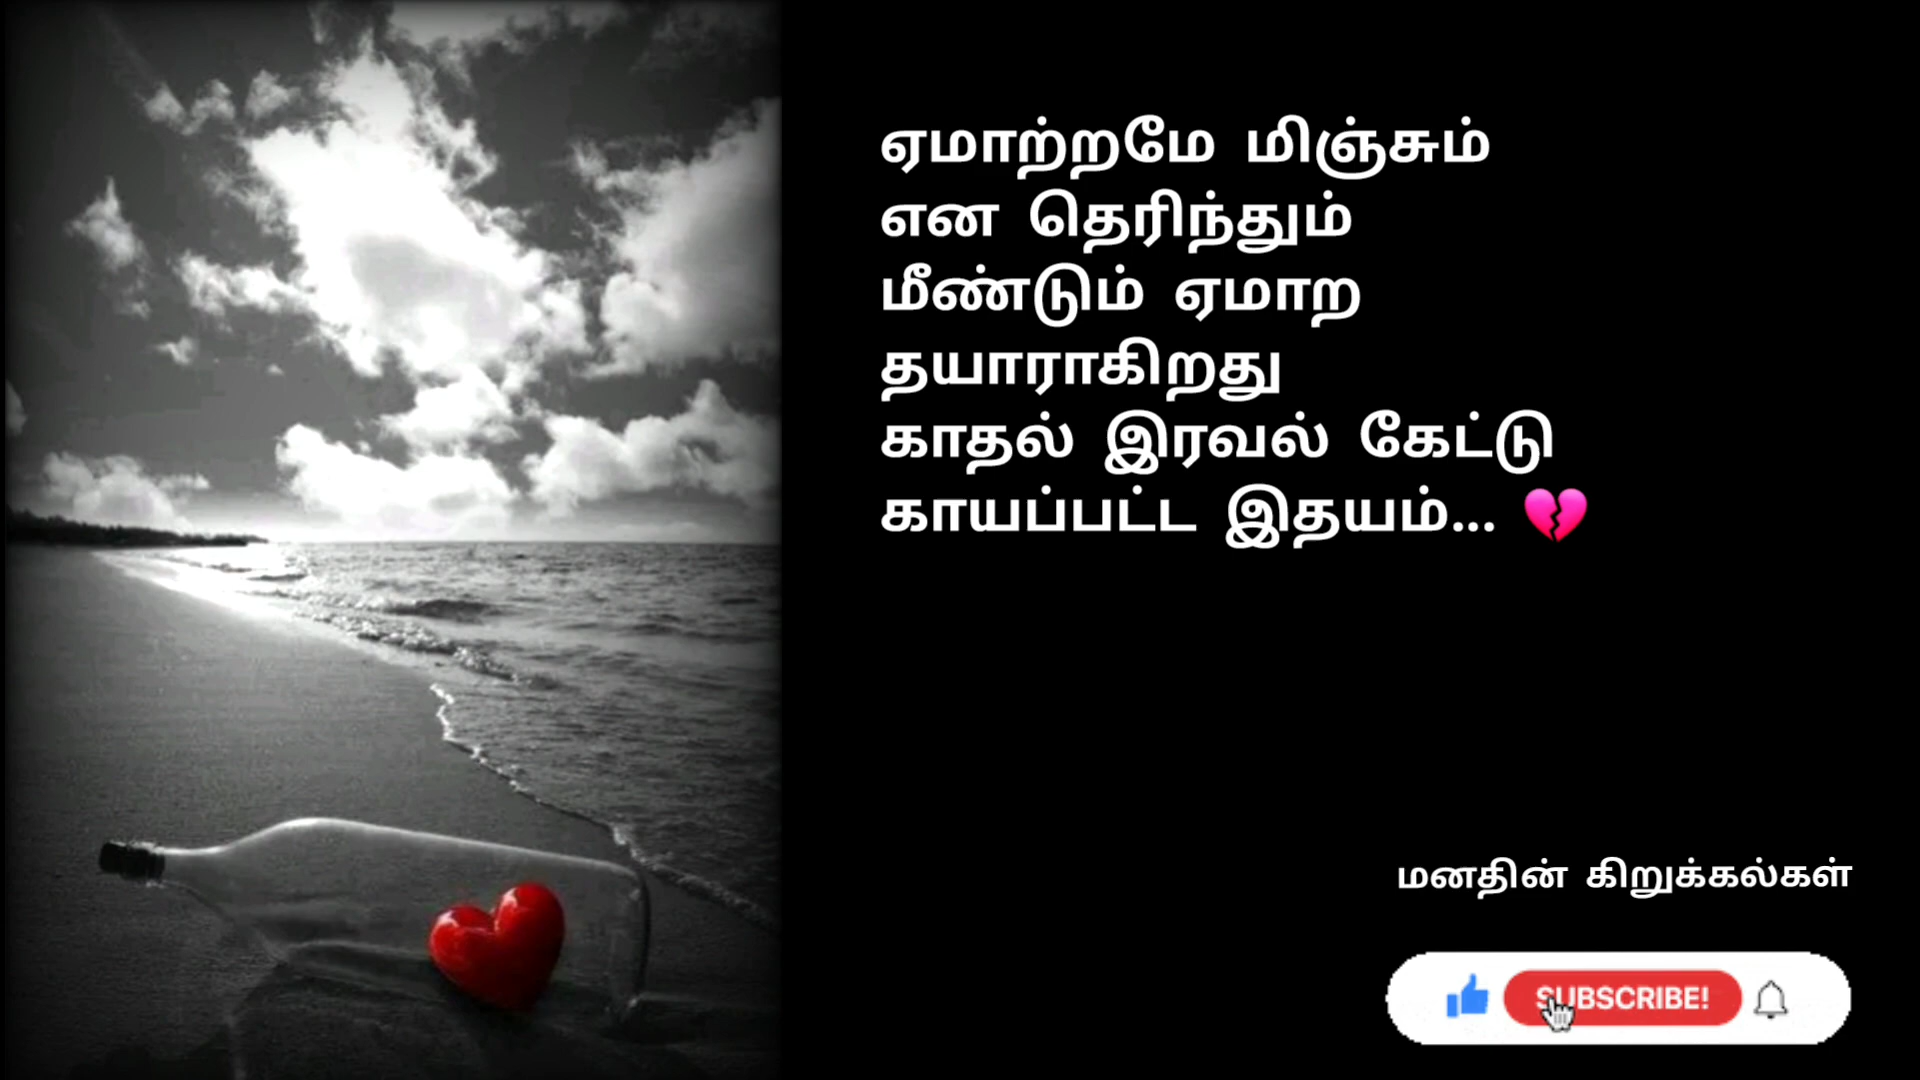 ஏமாற்றமே மிஞ்சும்
என தெரிந்தும்
மீண்டும் ஏமாற
தயாராகிறது
காதல் இரவல் கேட்டு
காயப்பட்ட இதயம்... 💔
மனதின் கிறுக்கல்கள்
SUBSCRIBE!